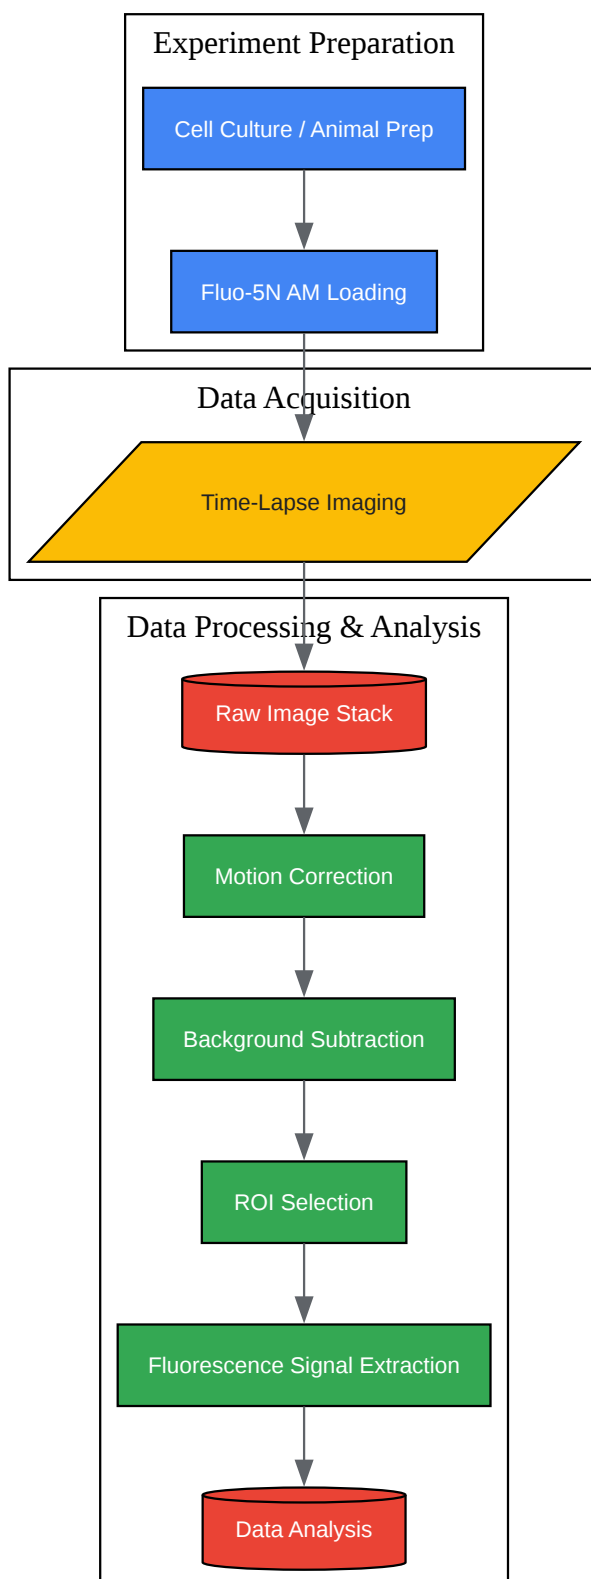 Experiment Preparation
Cell Culture / Animal Prep
Fluo-5N AM Loading
Data Acquisition
Time-Lapse Imaging
Data Processing & Analysis
Raw Image Stack
Motion Correction
Background Subtraction
ROI Selection
Fluorescence Signal Extraction
Data Analysis